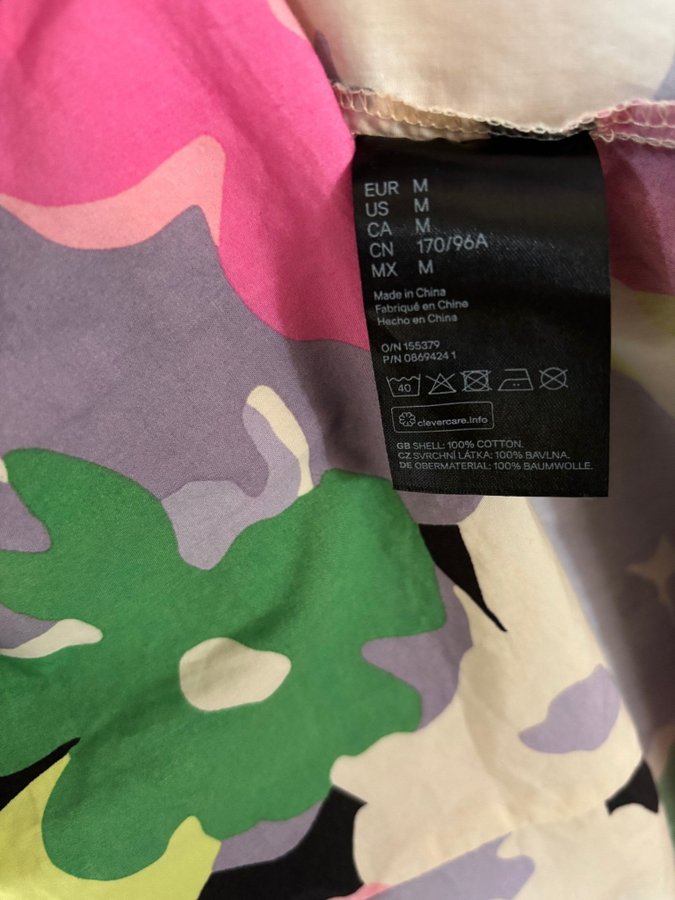 EUR M
US M
CA M
CN 170/96A
MX M
Made in China
Fabriqué en Chine
Hecho en China
O/N 155379
P/N 0869424 1
40
clevercare.info
GB SHELL: 100% COTTON.
CZ SVRCHNÍ LÁTKA: 100% BAVLNA.
DE OBERMATERIAL: 100% BAUMWOLLE.